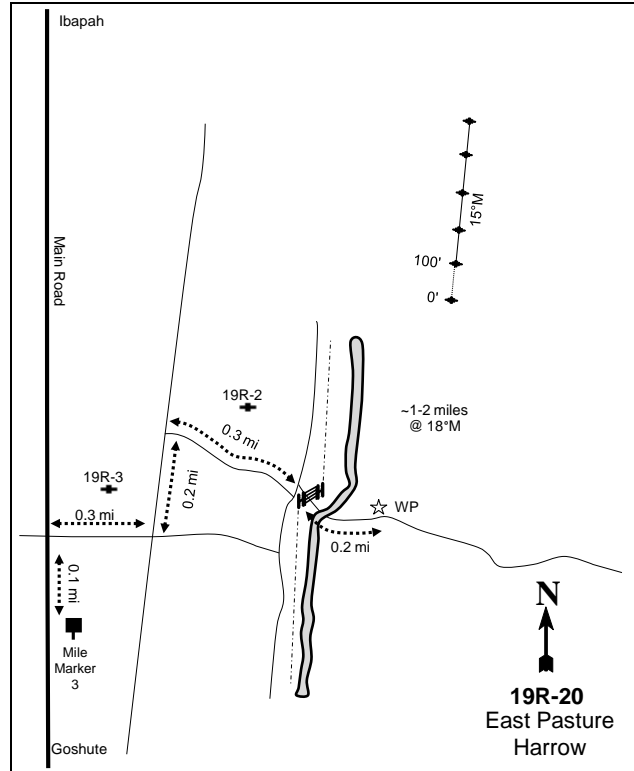 Ibapah
Main Road
15°M
100'
0'
19R-2
~1-2 miles
@ 18°M
0.3 mi
19R-3
0.2 mi
WP
0.3 mi
0.2 mi
0.1 mi
N
Mile
Marker
3
19R-20
East Pasture
Harrow
Goshute